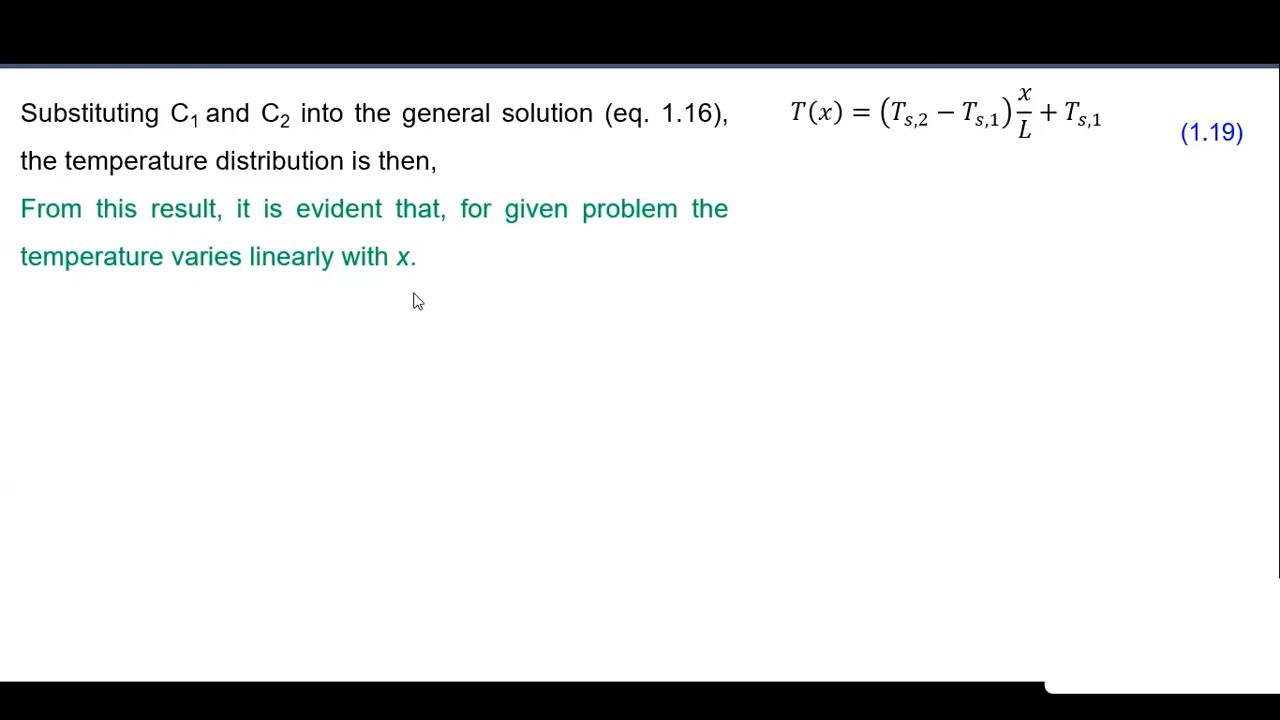 Substituting C₁ and C₂ into the general solution (eq. 1.16),
the temperature distribution is then,
From this result, it is evident that, for given problem the
temperature varies linearly with x.
T(x) = (Tₛ,₂ − Tₛ,₁) x/L + Tₛ,₁
(1.19)